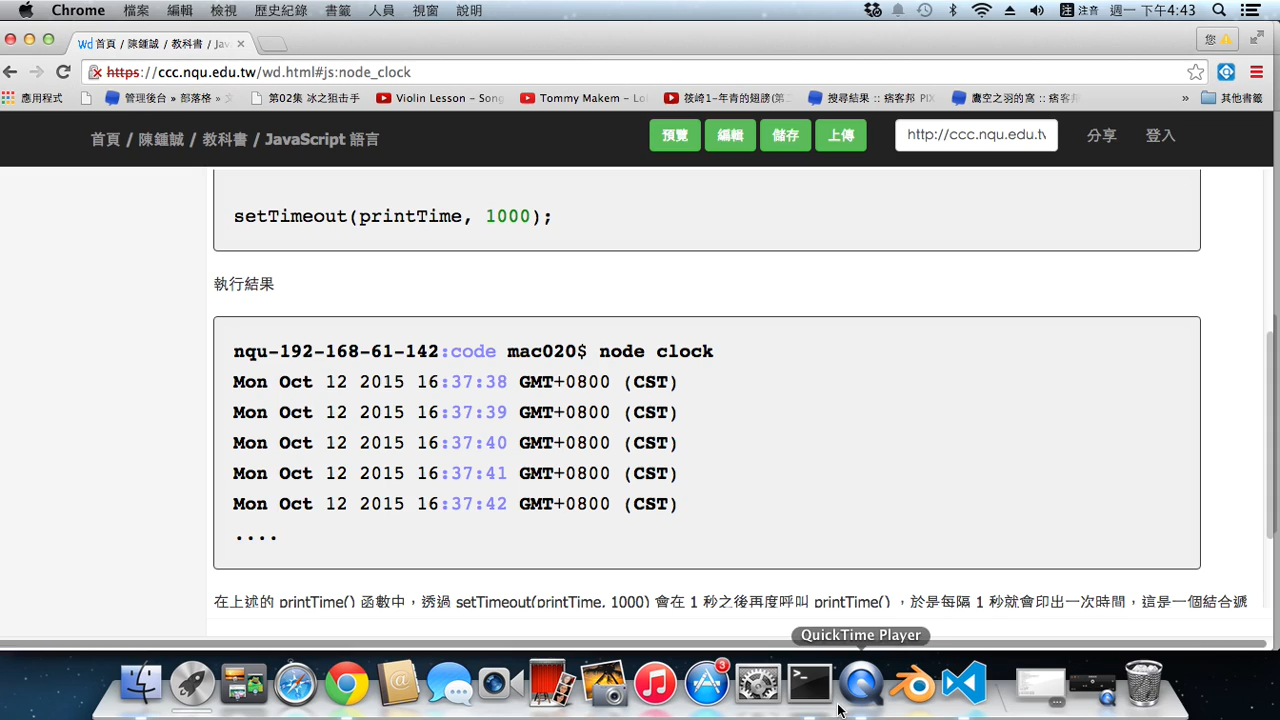 Chrome 檔案 編輯 檢視 歷史紀錄 書籤 人員 視窗 說明 注 注音 週一 下午4:43
Wd 首頁 / 陳鍾誠 / 教科書 / Jav 您
https://ccc.nqu.edu.tw/wd.html#js:node_clock
應用程式 管理後台 » 部落格 » 第02集 冰之狙击手 Violin Lesson - Song Tommy Makem - Lo 筱崎1-年青的翅膀(第 搜尋結果 :: 痞客邦 PIX 鷹空之羽的窩 :: 痞客 » 其他書籤
首頁 / 陳鍾誠 / 教科書 / JavaScript 語言 預覽 編輯 儲存 上傳 http://ccc.nqu.edu.tv 分享 登入
setTimeout(printTime, 1000);
執行結果
nqu-192-168-61-142:code mac020$ node clock
Mon Oct 12 2015 16:37:38 GMT+0800 (CST)
Mon Oct 12 2015 16:37:39 GMT+0800 (CST)
Mon Oct 12 2015 16:37:40 GMT+0800 (CST)
Mon Oct 12 2015 16:37:41 GMT+0800 (CST)
Mon Oct 12 2015 16:37:42 GMT+0800 (CST)
....
在上述的 printTime() 函數中，透過 setTimeout(printTime, 1000) 會在 1 秒之後再度呼叫 printTime() ，於是每隔 1 秒就會印出一次時間，這是一個結合遞
QuickTime Player
3